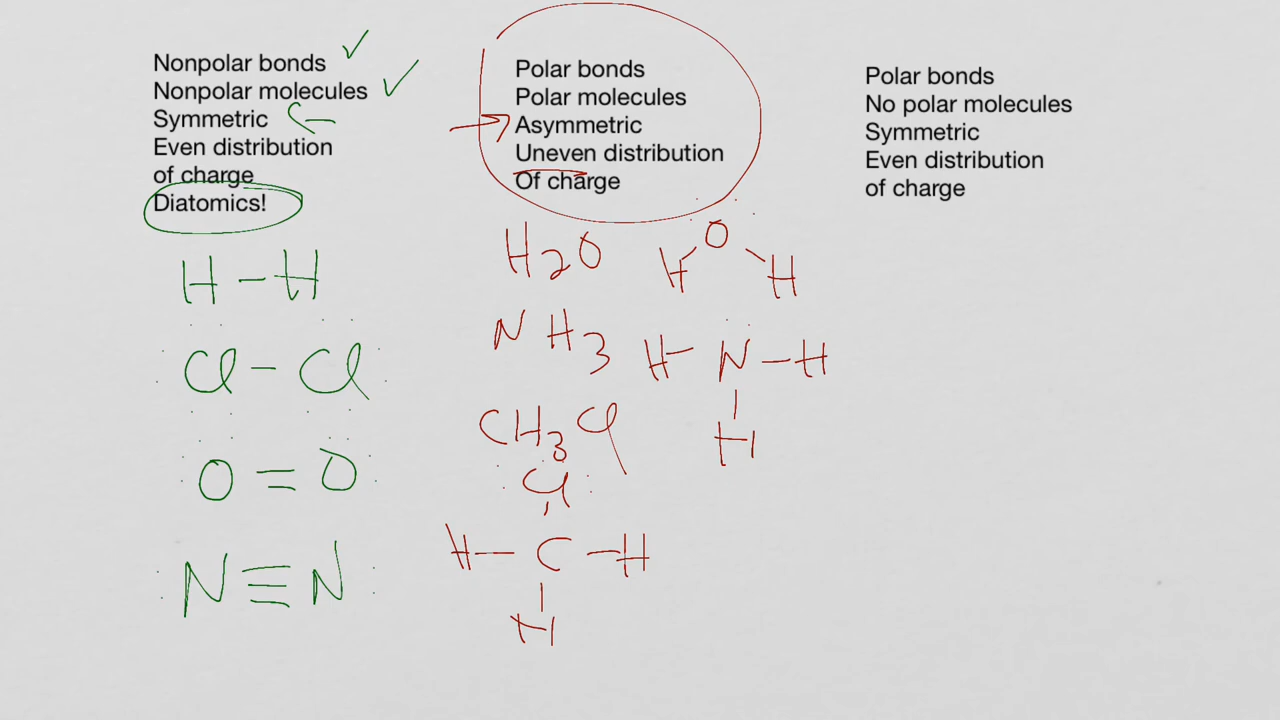 Nonpolar bonds
Nonpolar molecules
Symmetric
Even distribution
of charge
Diatomics!
H - H
Cl - Cl
O = O
N ≡ N
Polar bonds
Polar molecules
Asymmetric
Uneven distribution
Of charge
H2O
O
H H
NH3
H - N - H
H
CH3Cl
Cl
H - C - H
H
Polar bonds
No polar molecules
Symmetric
Even distribution
of charge